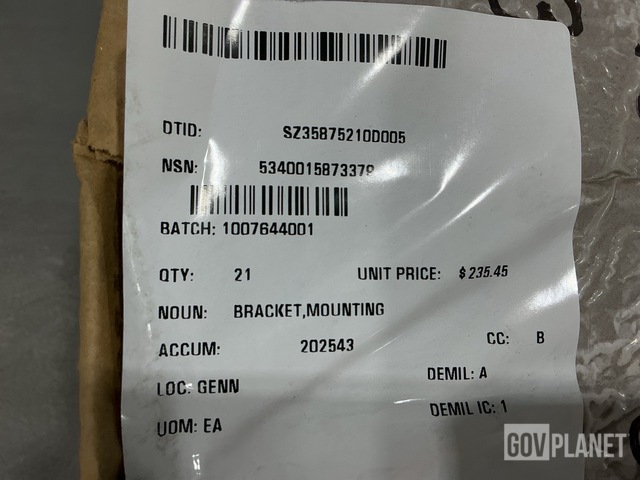 DTID: SZ35875210D005
NSN: 5340015873379
BATCH: 1007644001
QTY: 21 UNIT PRICE: $ 235.45
NOUN: BRACKET,MOUNTING
ACCUM: 202543 CC: B
LOC: GENN DEMIL: A
UOM: EA DEMIL IC: 1
GOVPLANET